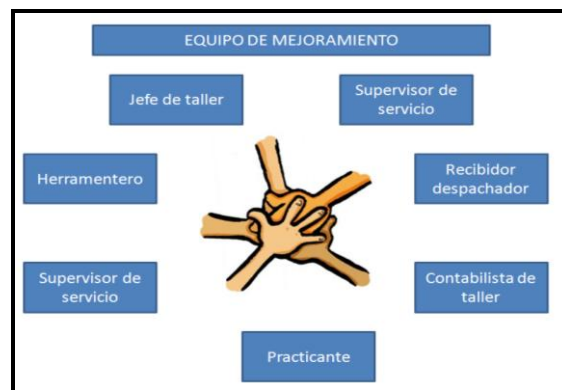 EQUIPO DE MEJORAMIENTO
Jefe de taller
Supervisor de
servicio
Herramentero
Recibidor
despachador
Supervisor de
servicio
Contabilista de
taller
Practicante